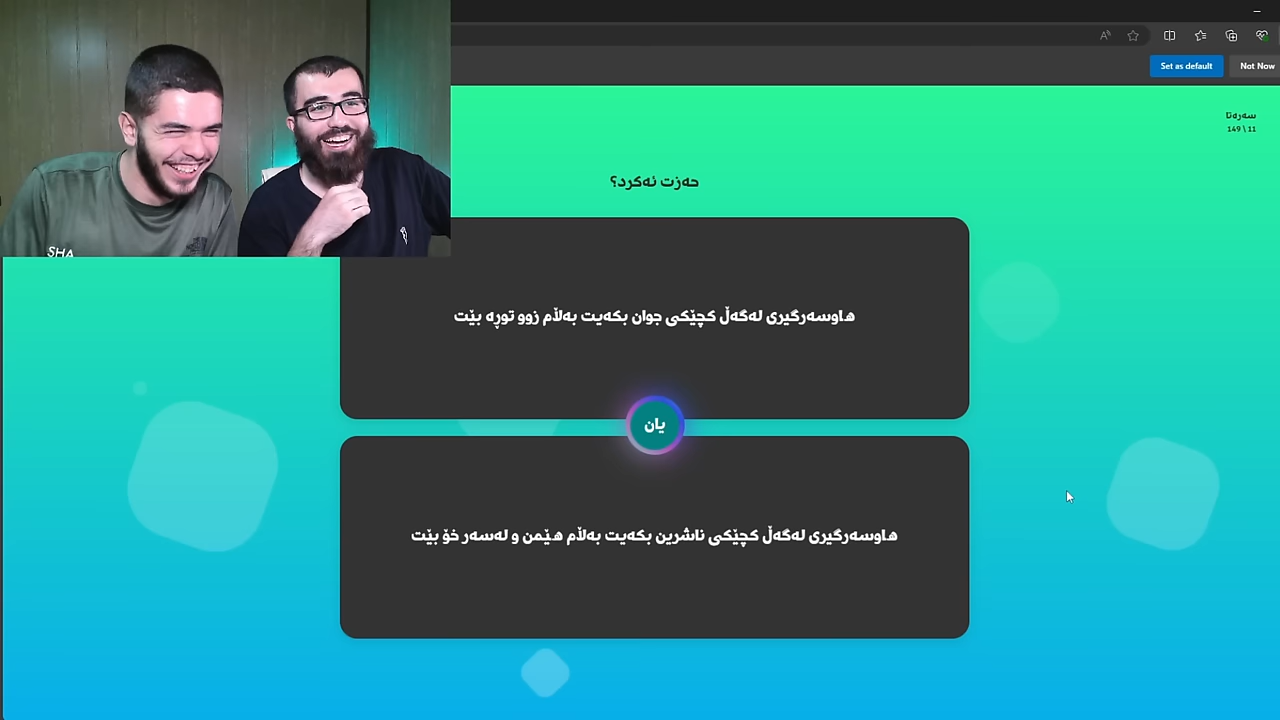 Set as default
Not Now
سەرەتا
149 \ 11
حەزت ئەکرد؟
هاوسەرگیری لەگەڵ کچێکی جوان بکەیت بەڵام زوو توڕە بێت
یان
هاوسەرگیری لەگەڵ کچێکی ناشرین بکەیت بەڵام هێمن و لەسەر خۆ بێت
SHA